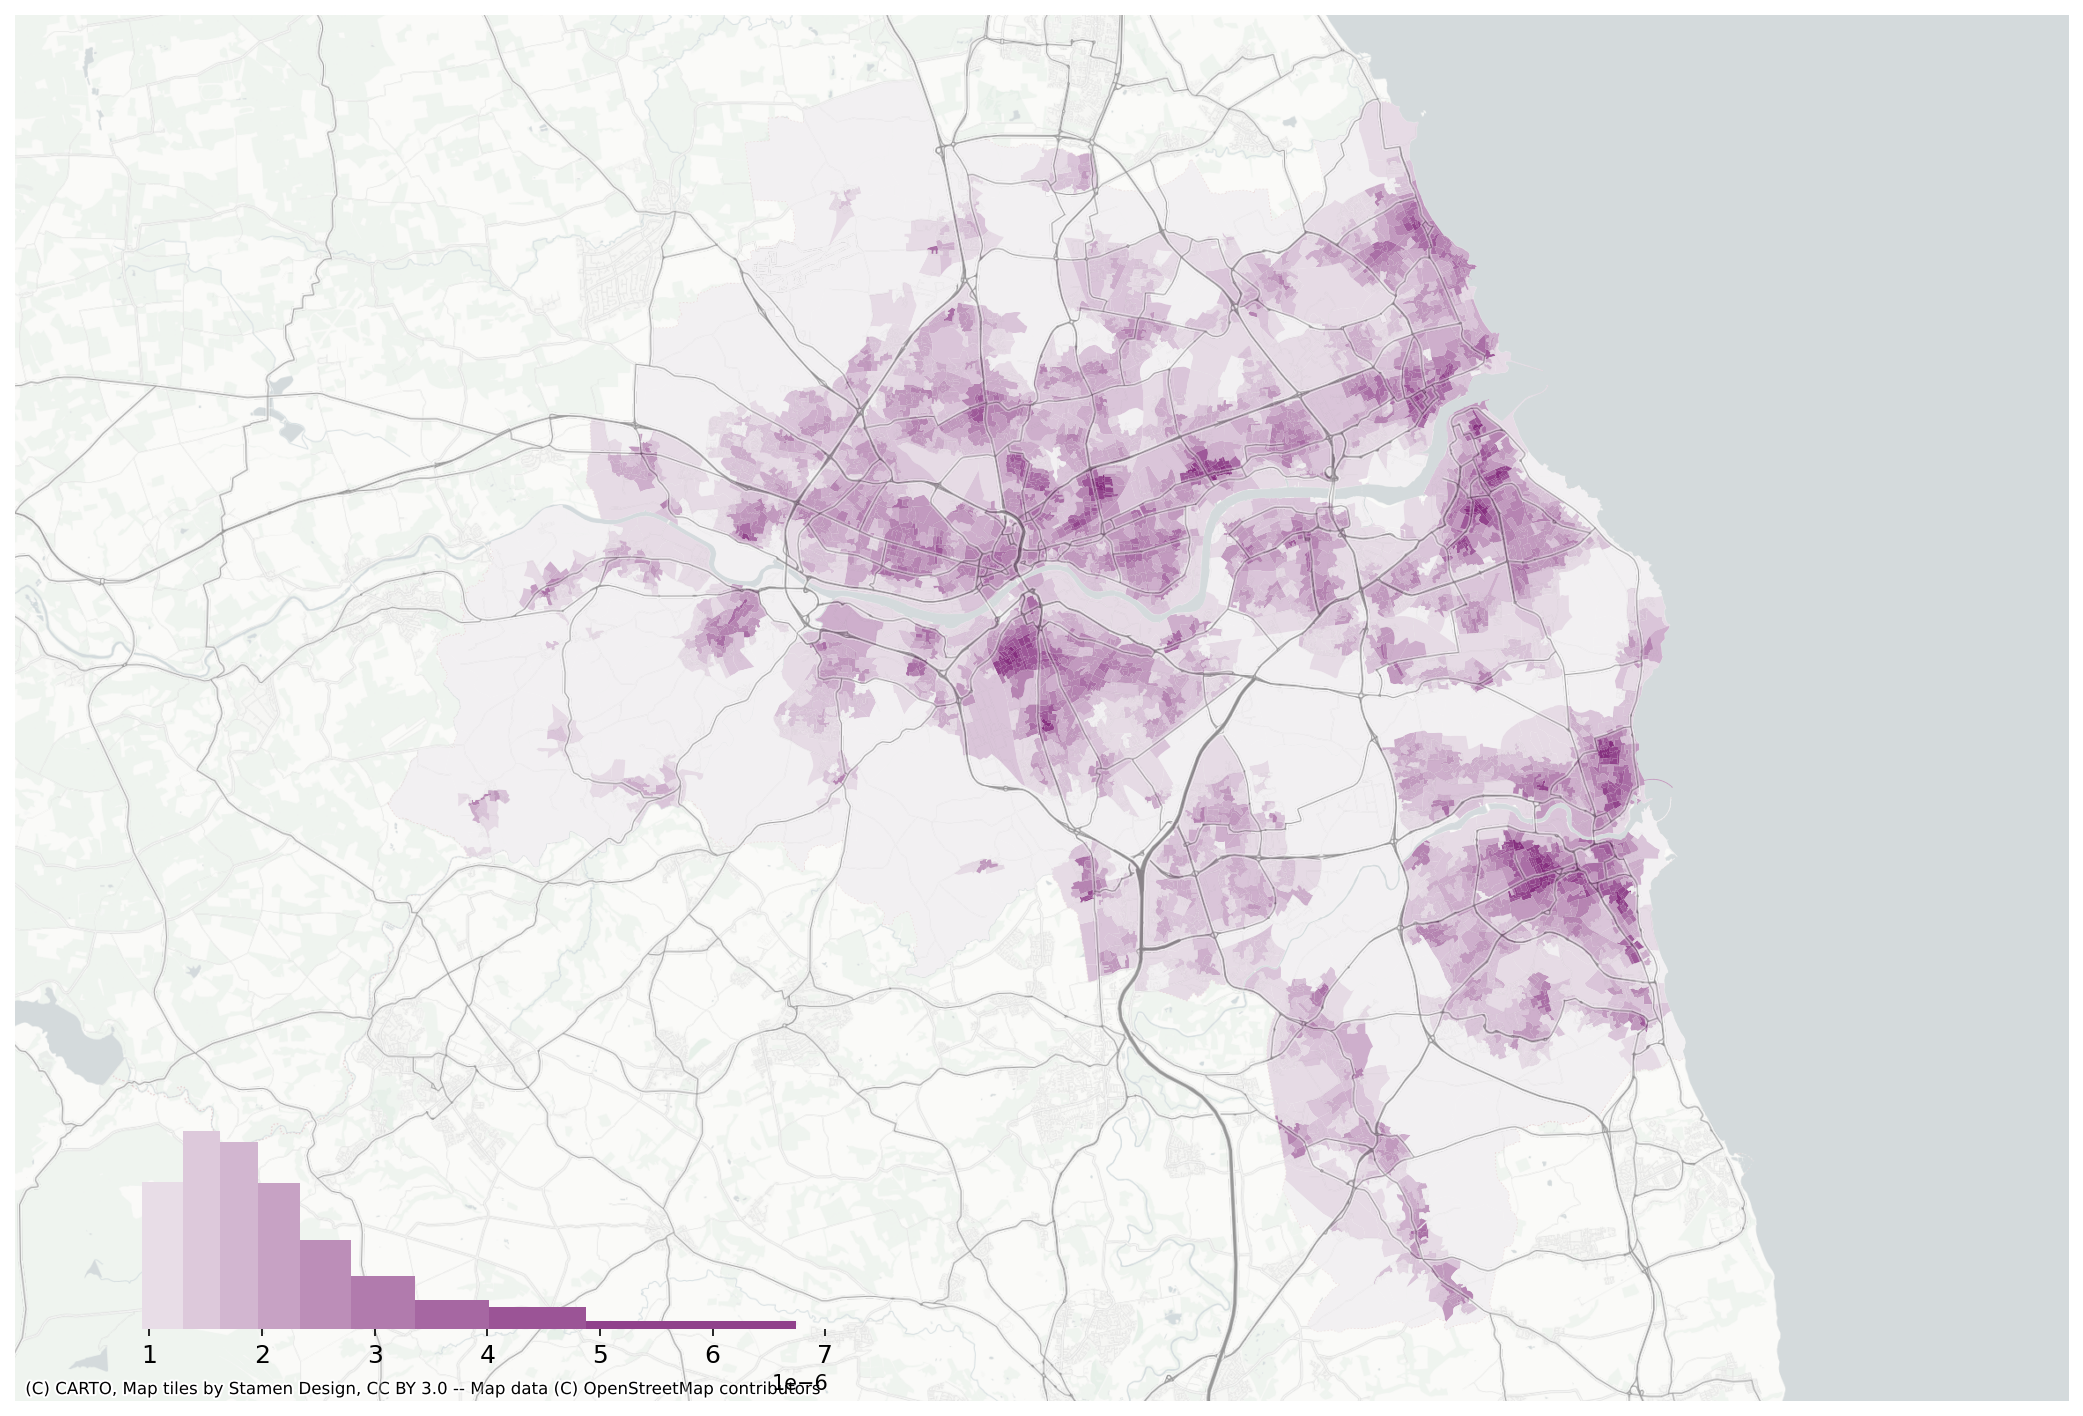 1 2 3 4 5 6 7
1e−6
(C) CARTO, Map tiles by Stamen Design, CC BY 3.0 -- Map data (C) OpenStreetMap contributors